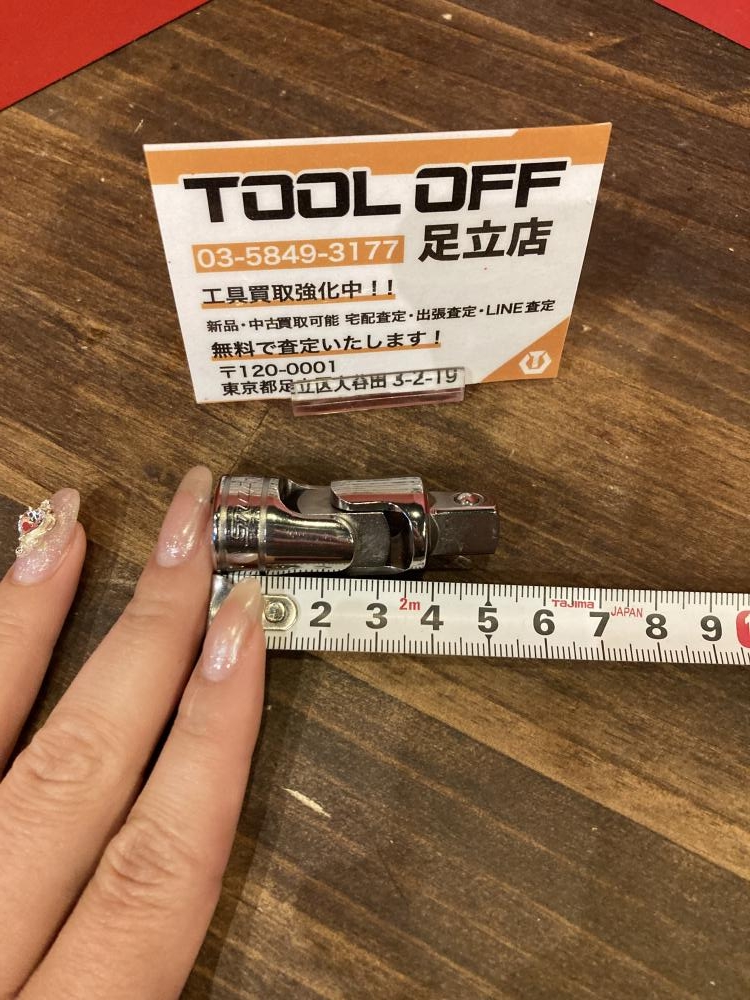 TOOL OFF
03-5849-3177 足立店
工具買取強化中！！
新品・中古買取可能 宅配査定・出張査定・LINE査定
無料で査定いたします！
〒120-0001
東京都足立区大谷田 3-2-19
2 3 2m 4 5 6 Tajima 7 JAPAN 8 9